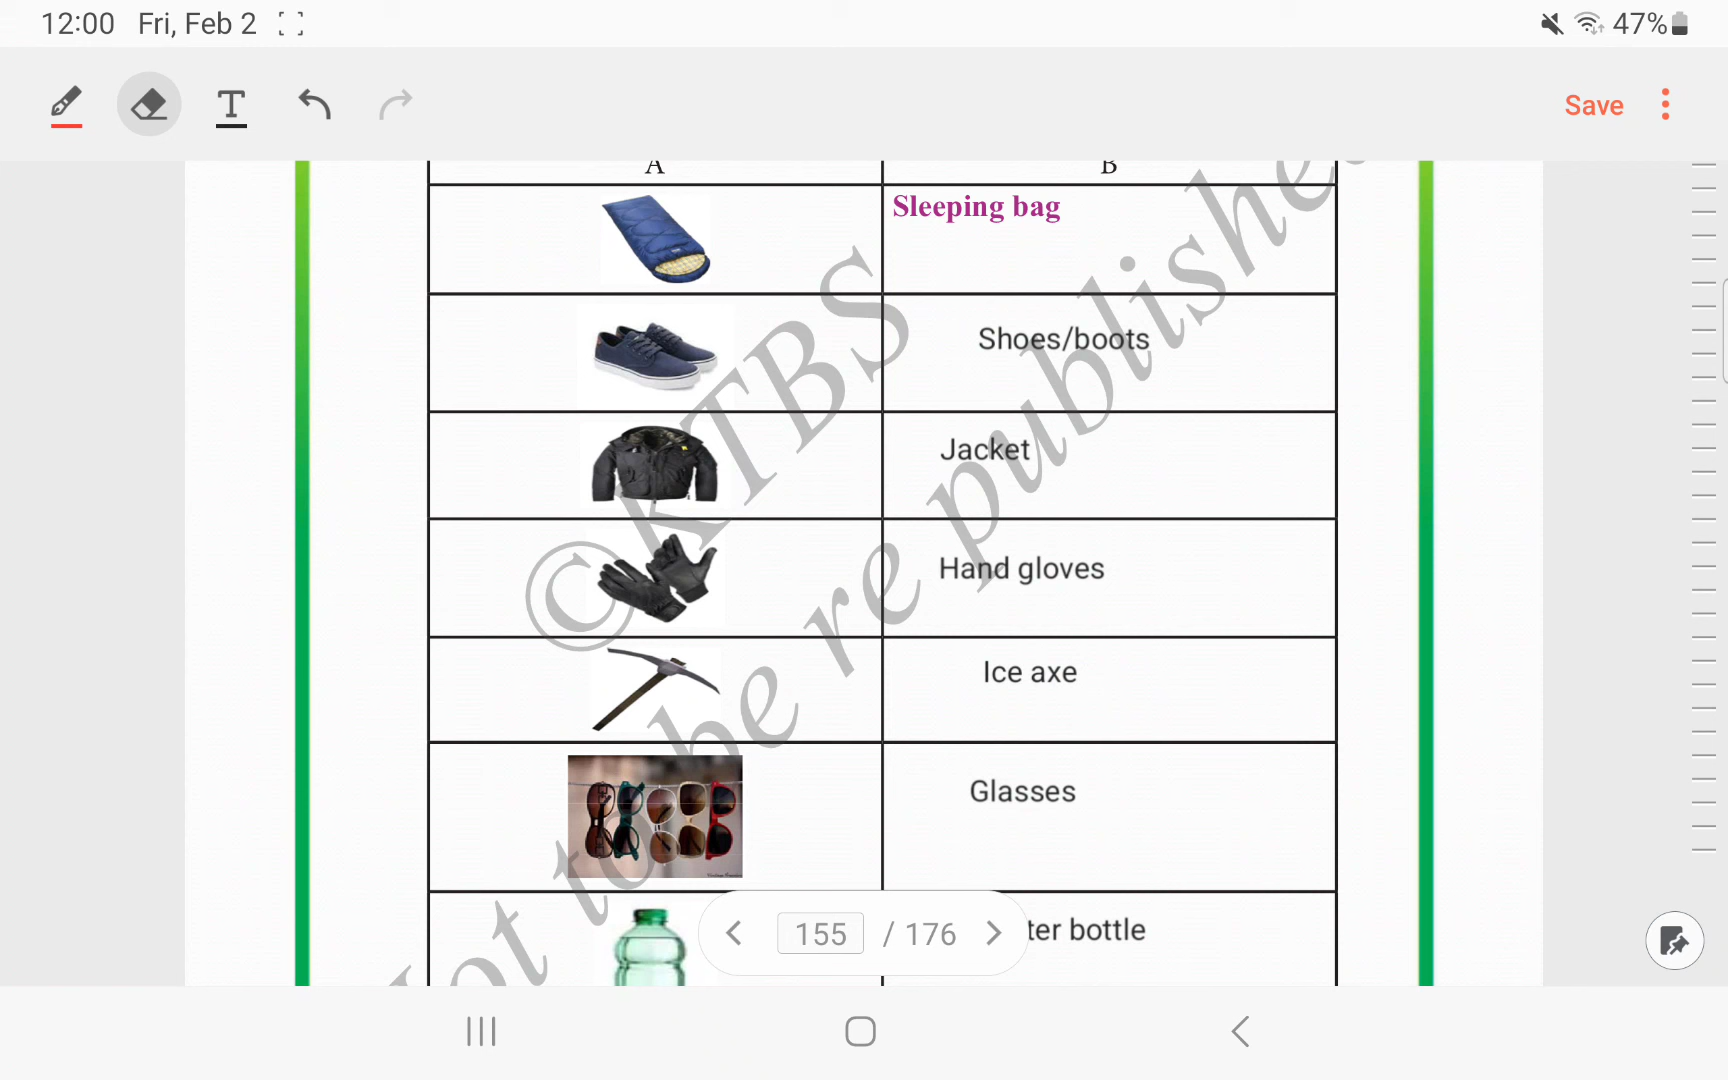 12:00 Fri, Feb 2
47%
T
Save
A
B
Sleeping bag
Shoes/boots
Jacket
Hand gloves
Ice axe
Glasses
ter bottle
©KTBS
ot to be re publishe
155 / 176